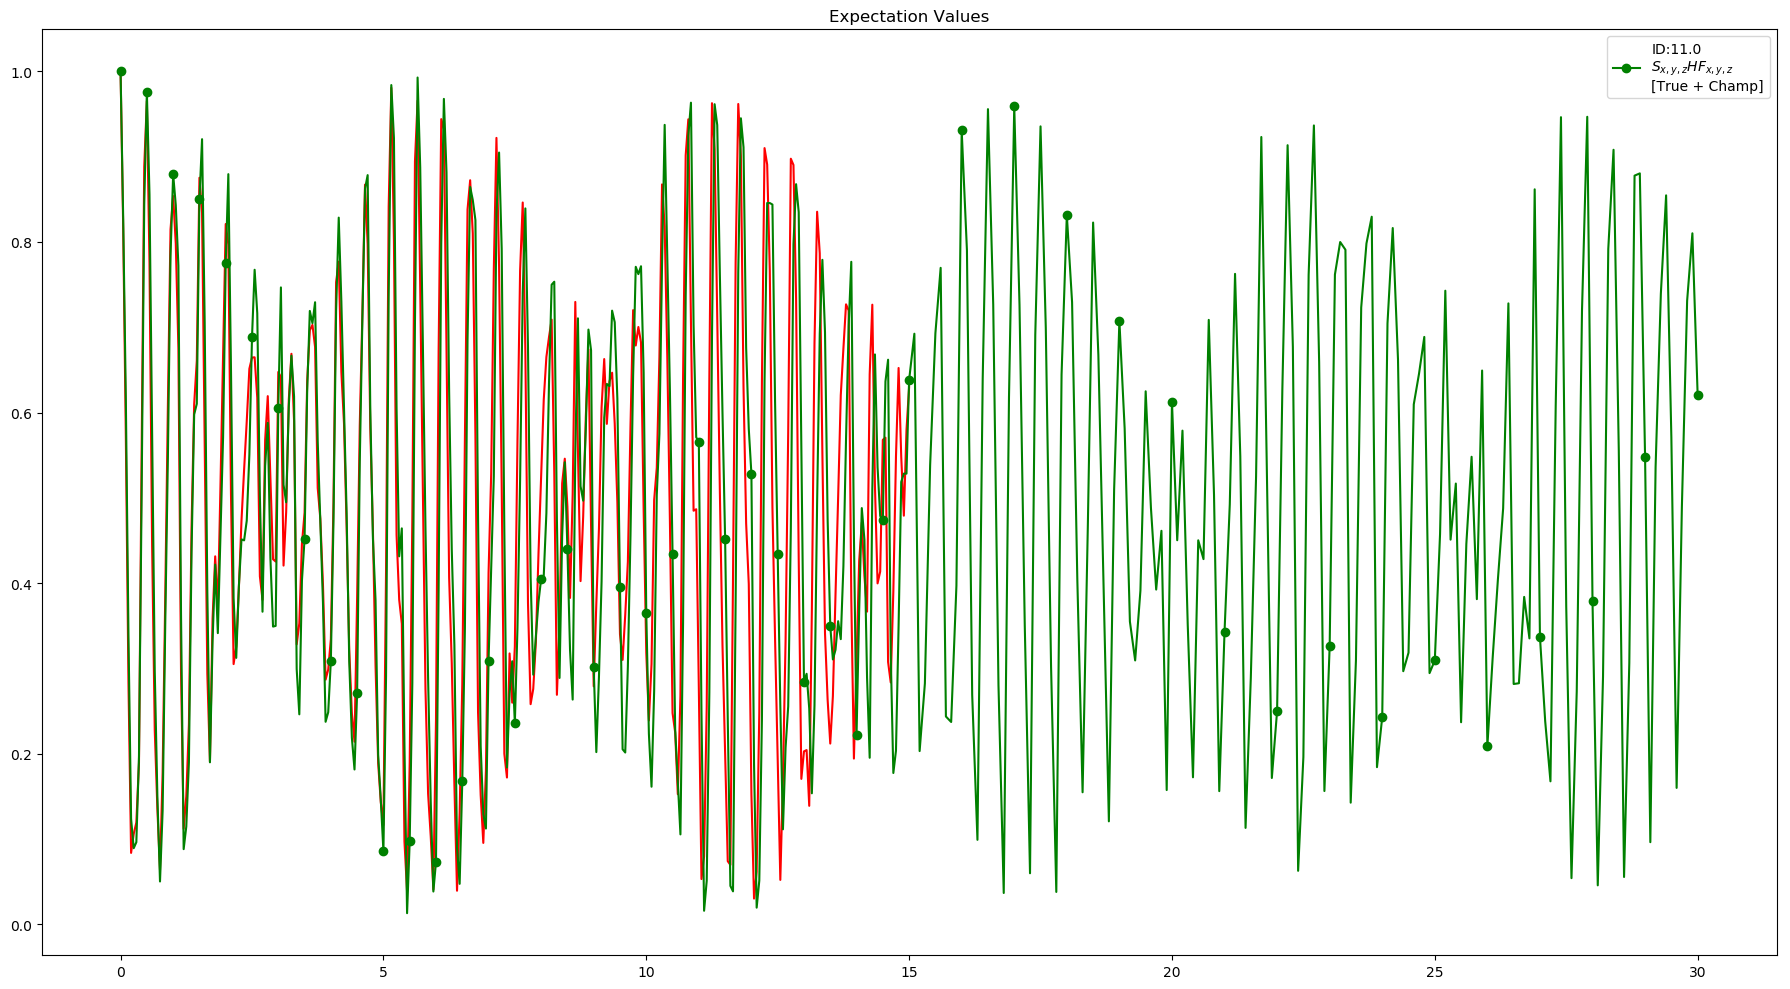 Expectation Values
ID:11.0
S_{x,y,z}HF_{x,y,z}
[True + Champ]
1.0
0.8
0.6
0.4
0.2
0.0
0 5 10 15 20 25 30